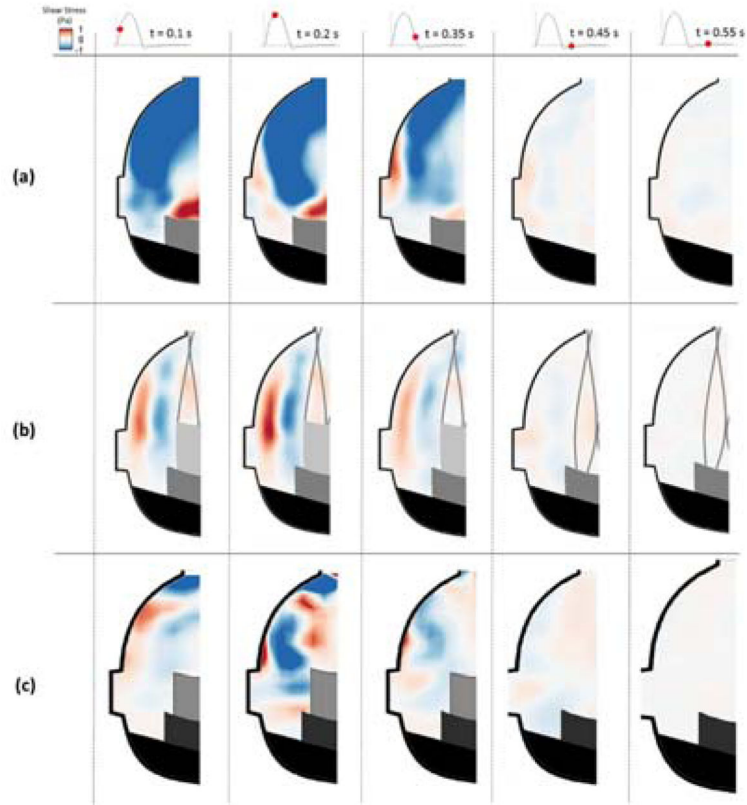 Shear Stress
(Pa)
1
0
-1
t = 0.1 s
t = 0.2 s
t = 0.35 s
t = 0.45 s
t = 0.55 s
(a)
(b)
(c)